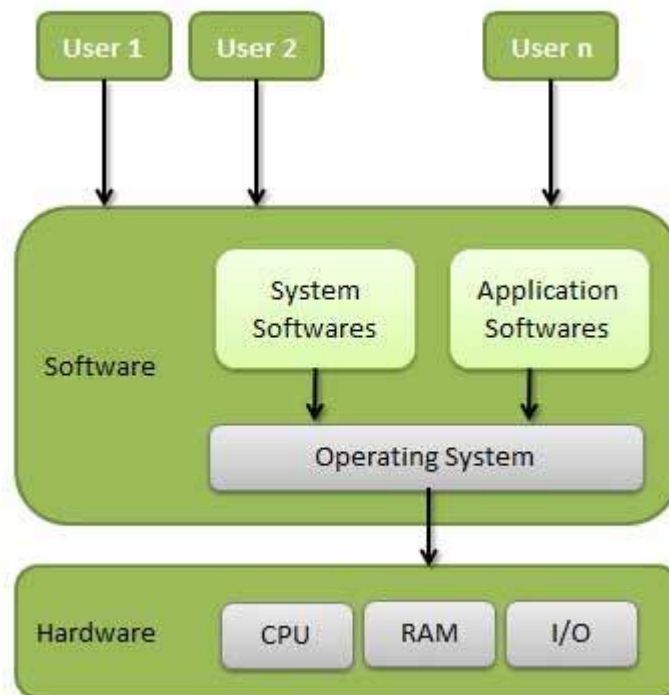 User 1
User 2
User n
System
Softwares
Application
Softwares
Software
Operating System
Hardware
CPU
RAM
I/O